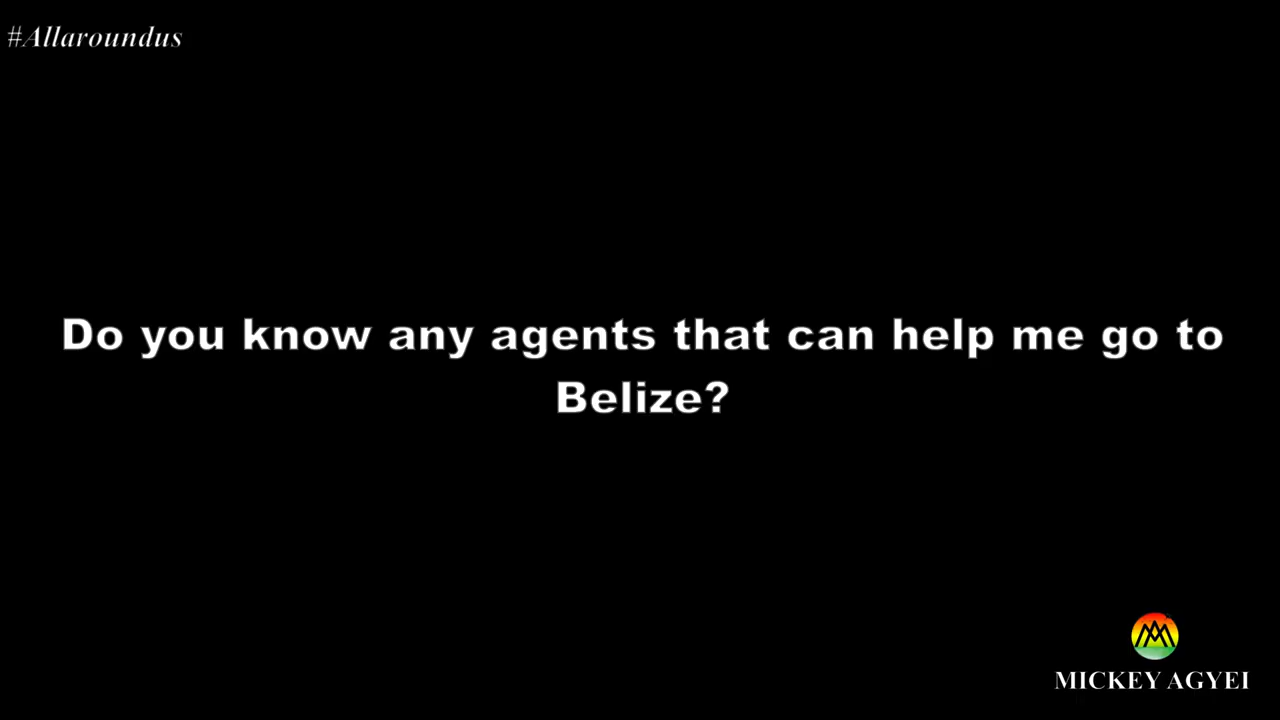 #Allaroundus
Do you know any agents that can help me go to
Belize?
MICKEY AGYEI